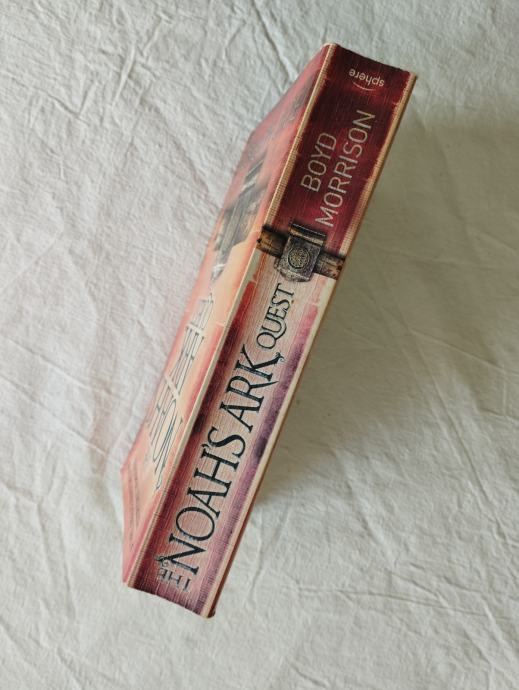 THE NOAH'S ARK QUEST
BOYD
MORRISON
sphere